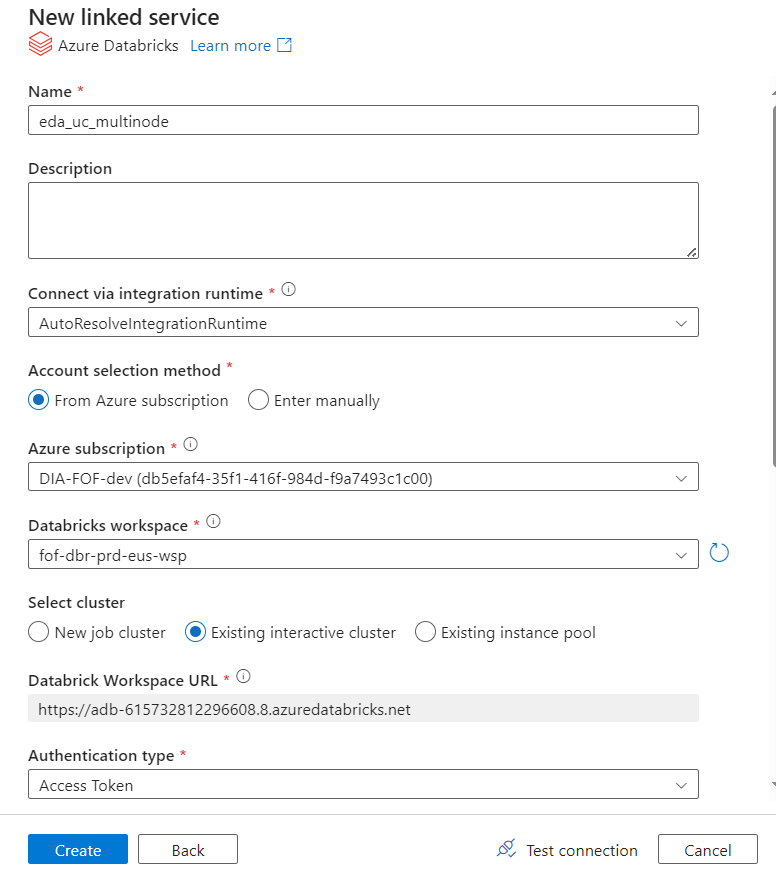 New linked service
Azure Databricks Learn more
Name *
eda_uc_multinode
Description
Connect via integration runtime *
AutoResolveIntegrationRuntime
Account selection method *
From Azure subscription Enter manually
Azure subscription *
DIA-FOF-dev (db5efaf4-35f1-416f-984d-f9a7493c1c00)
Databricks workspace *
fof-dbr-prd-eus-wsp
Select cluster
New job cluster Existing interactive cluster Existing instance pool
Databrick Workspace URL *
https://adb-615732812296608.8.azuredatabricks.net
Authentication type *
Access Token
Create Back Test connection Cancel